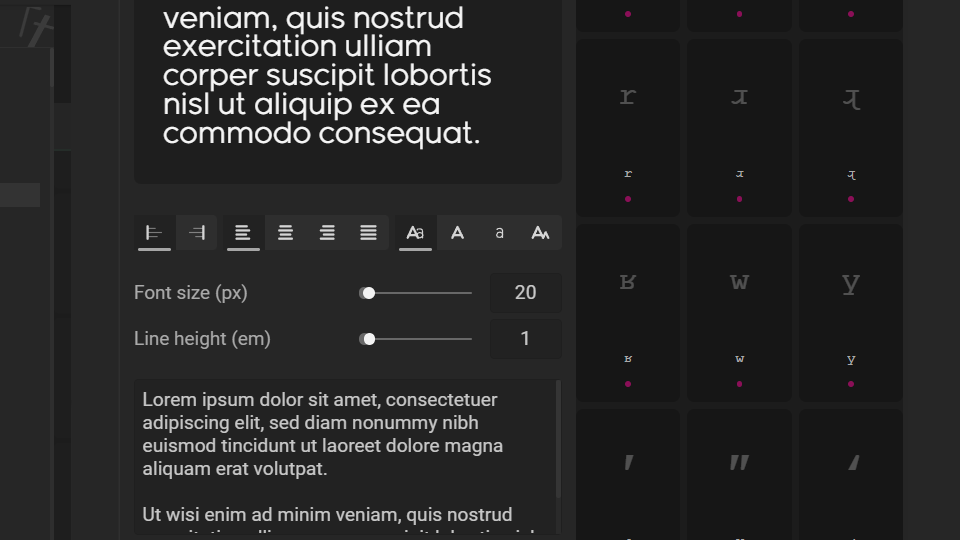 veniam, quis nostrud
exercitation ulliam
corper suscipit lobortis
nisl ut aliquip ex ea
commodo consequat.
Aa A a AA
Font size (px) 20
Line height (em) 1
Lorem ipsum dolor sit amet, consectetuer
adipiscing elit, sed diam nonummy nibh
euismod tincidunt ut laoreet dolore magna
aliquam erat volutpat.
Ut wisi enim ad minim veniam, quis nostrud
r ɹ ɻ
r ɹ ɻ
ʁ w y
ʁ w y
′ ″ ‵